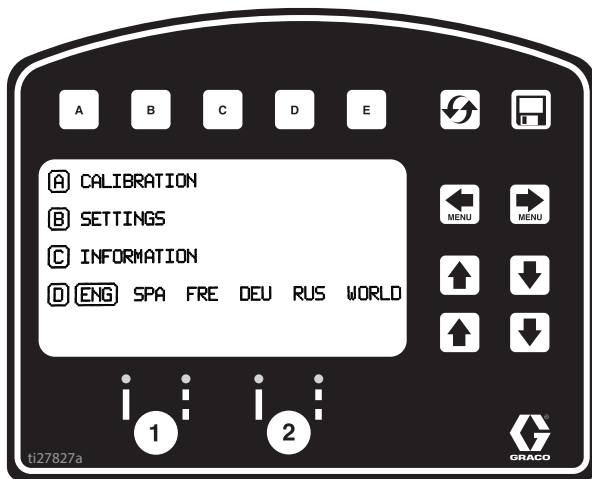 A B C D E
A CALIBRATION
B SETTINGS
MENU MENU
C INFORMATION
D ENG SPA FRE DEU RUS WORLD
1 2
ti27827a
GRACO